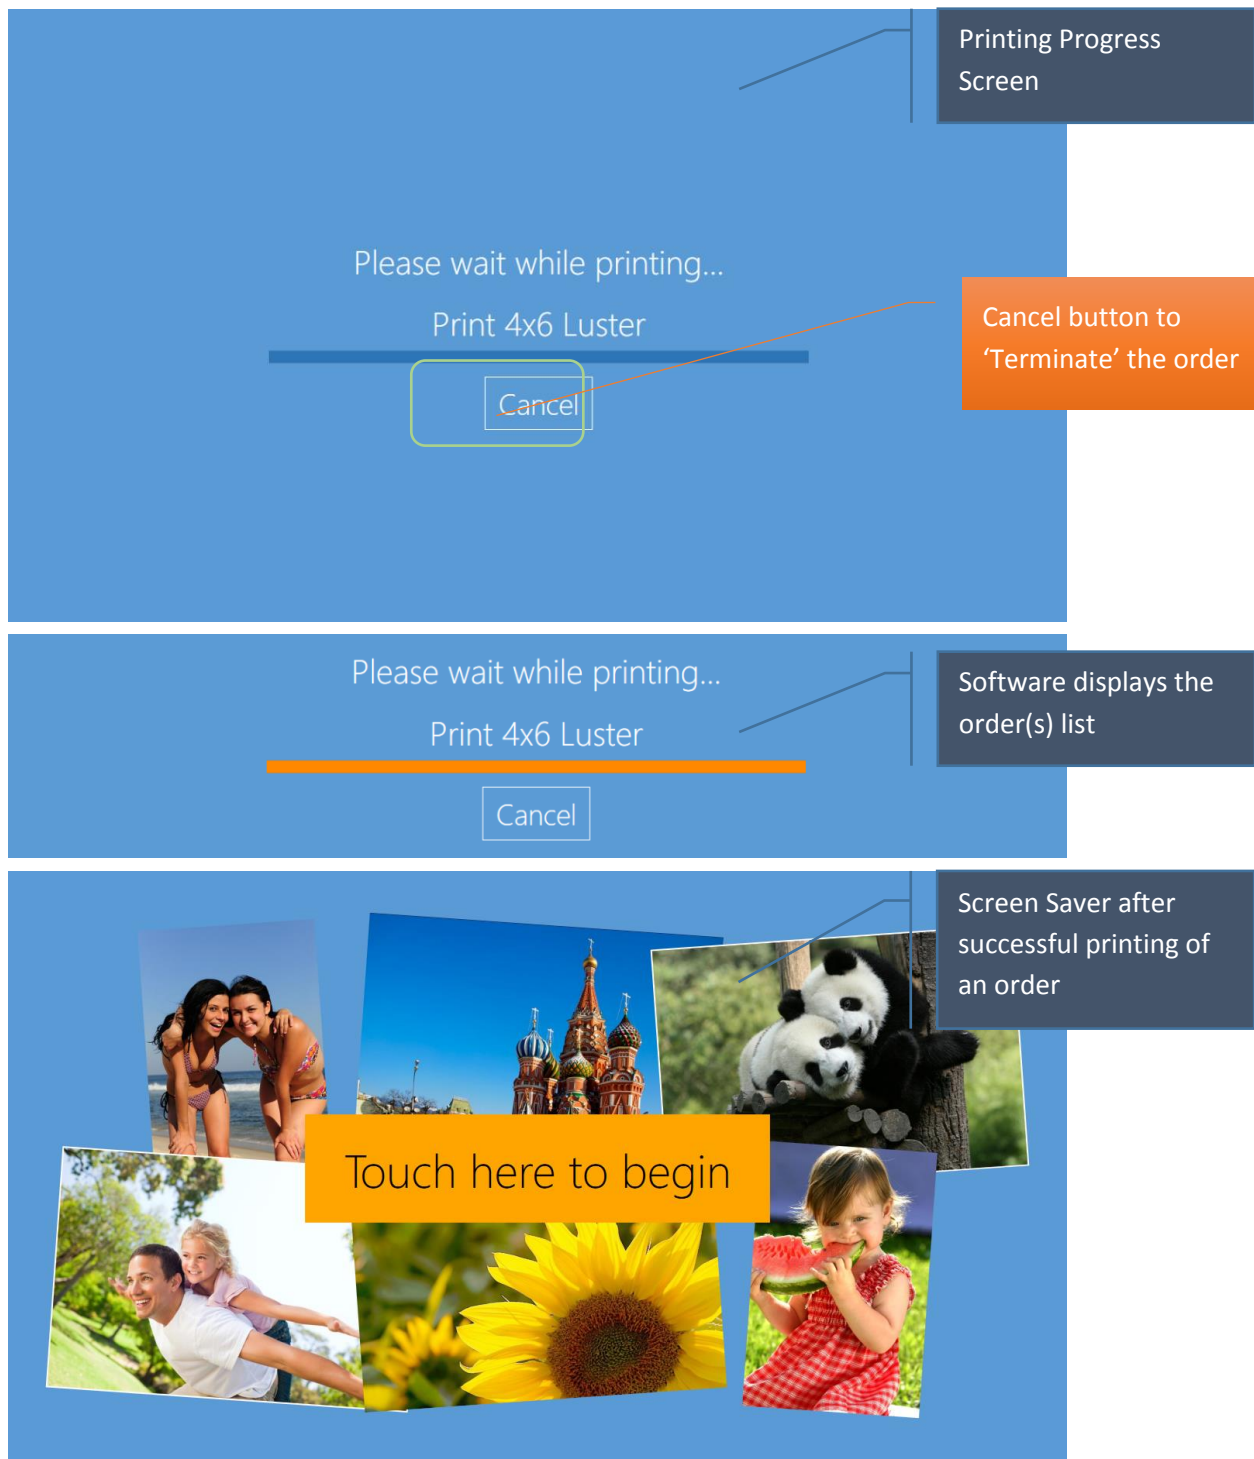 Printing Progress
Screen
Please wait while printing...
Print 4x6 Luster
Cancel
Cancel button to
‘Terminate’ the order
Please wait while printing...
Print 4x6 Luster
Cancel
Software displays the
order(s) list
Screen Saver after
successful printing of
an order
Touch here to begin